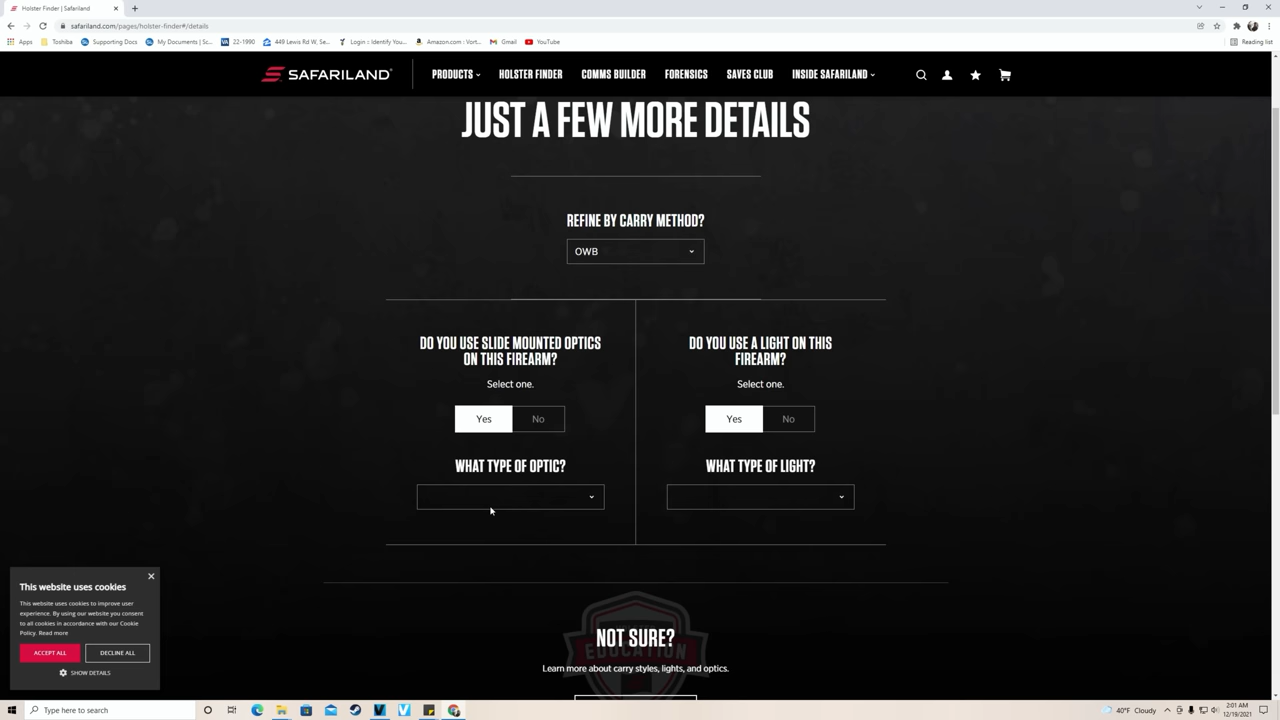 Holster Finder | Safariland
safariland.com/pages/holster-finder#/details
Apps Toshiba Supporting Docs My Documents | Sc... 22-1990 449 Lewis Rd W, Se... Login :: Identify You... Amazon.com : Vort... Gmail YouTube Reading list
SAFARILAND PRODUCTS HOLSTER FINDER COMMS BUILDER FORENSICS SAVES CLUB INSIDE SAFARILAND
JUST A FEW MORE DETAILS
REFINE BY CARRY METHOD?
OWB
DO YOU USE SLIDE MOUNTED OPTICS
ON THIS FIREARM?
Select one.
Yes No
WHAT TYPE OF OPTIC?
DO YOU USE A LIGHT ON THIS
FIREARM?
Select one.
Yes No
WHAT TYPE OF LIGHT?
This website uses cookies
This website uses cookies to improve user
experience. By using our website you consent
to all cookies in accordance with our Cookie
Policy. Read more
ACCEPT ALL DECLINE ALL
SHOW DETAILS
EDUCATION
NOT SURE?
Learn more about carry styles, lights, and optics.
Type here to search
40°F Cloudy
2:01 AM
12/19/2021